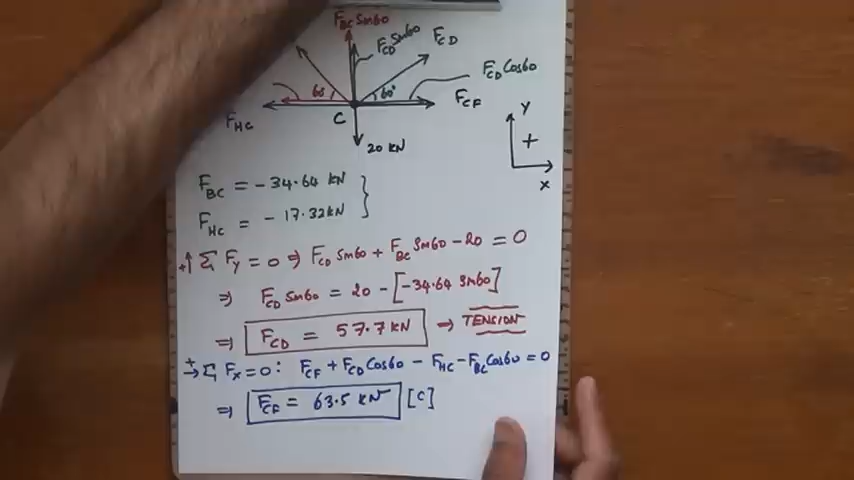 F_BC Sin60
F_CD Sin60
F_CD
F_CD Cos60
60
60°
F_CF
F_HC
C
20 KN
Y
+
X
F_BC = -34.64 KN
F_HC = -17.32KN
+↑ Σ F_y = 0 ⇒ F_CD Sin60 + F_BC Sin60 - 20 = 0
⇒ F_CD Sin60 = 20 - [-34.64 Sin60]
⇒ F_CD = 57.7 KN → TENSION
+→ Σ F_x = 0 : F_CF + F_CD Cos60 - F_HC - F_BC Cos60 = 0
⇒ F_CF = 63.5 KN [C]